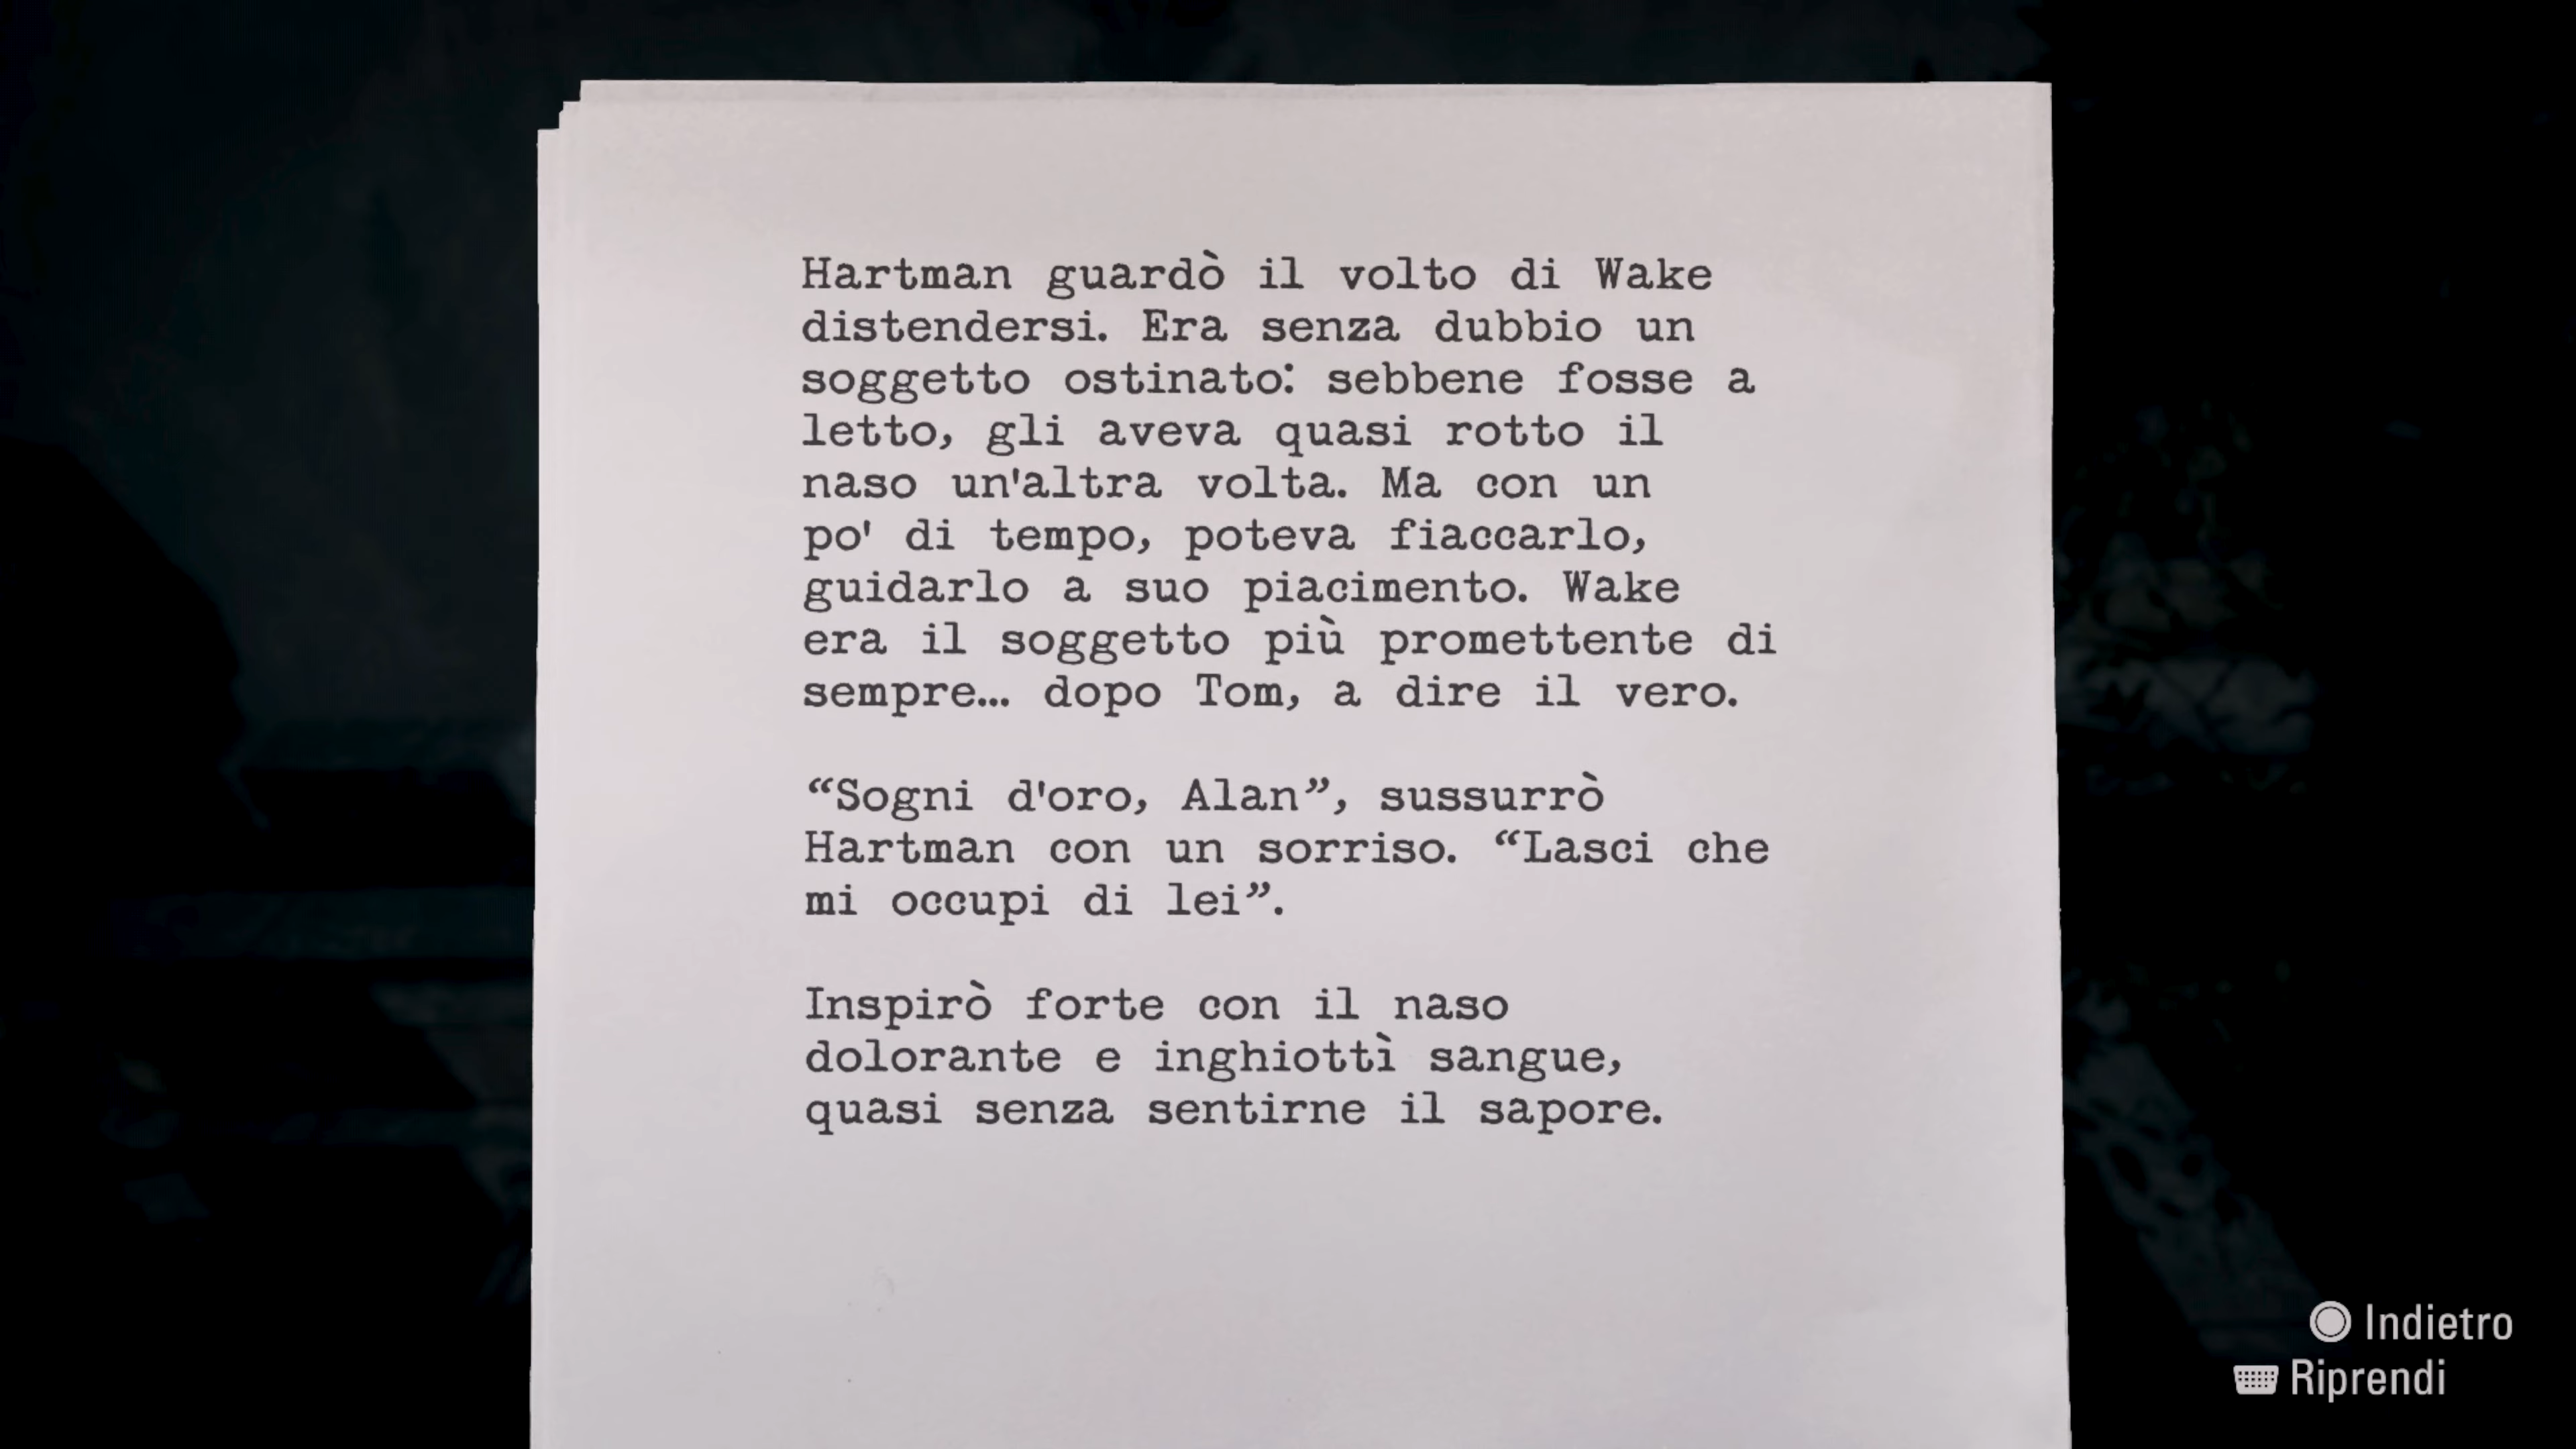 Hartman guardò il volto di Wake
distendersi. Era senza dubbio un
soggetto ostinato: sebbene fosse a
letto, gli aveva quasi rotto il
naso un'altra volta. Ma con un
po' di tempo, poteva fiaccarlo,
guidarlo a suo piacimento. Wake
era il soggetto più promettente di
sempre… dopo Tom, a dire il vero.
“Sogni d'oro, Alan”, sussurrò
Hartman con un sorriso. “Lasci che
mi occupi di lei”.
Inspirò forte con il naso
dolorante e inghiottì sangue,
quasi senza sentirne il sapore.
Indietro
Riprendi